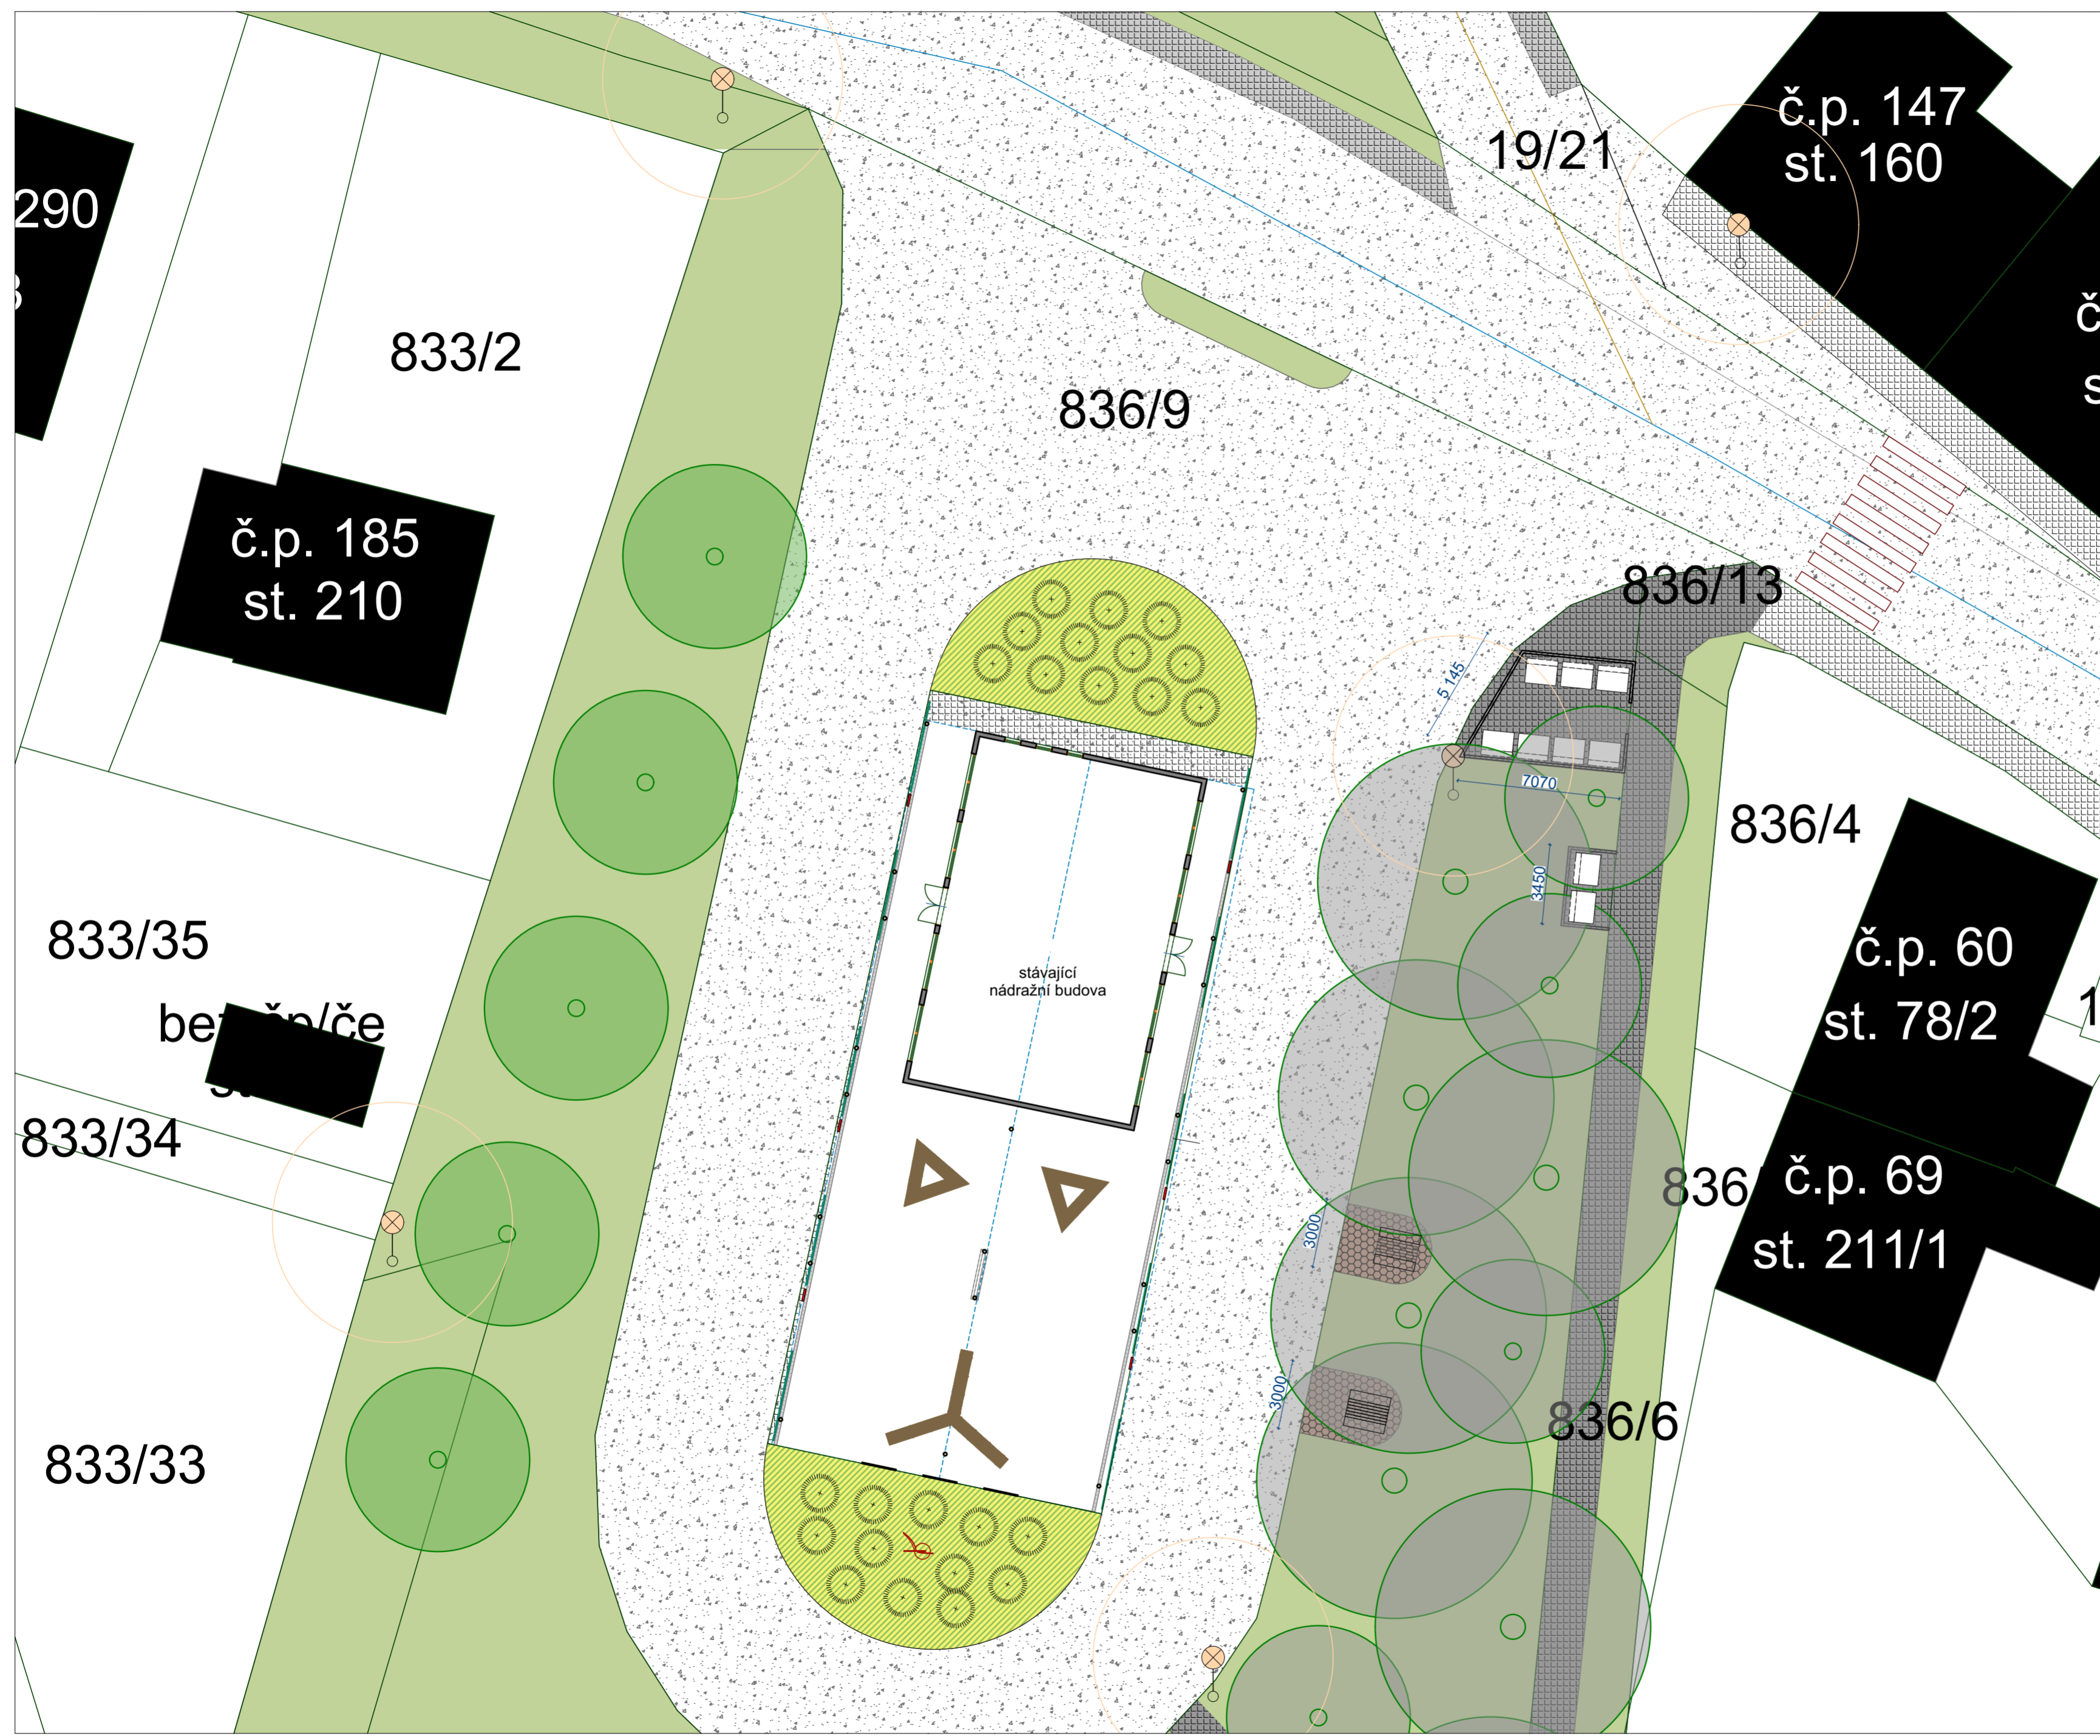 č.p. 147
st. 160
19/21
290
833/2
836/9
č.p. 185
st. 210
836/13
5 145
7070
836/4
3450
833/35
č.p. 60
st. 78/2
stávající
nádražní budova
833/34
č.p. 69
st. 211/1
836
3000
3000
836/6
833/33